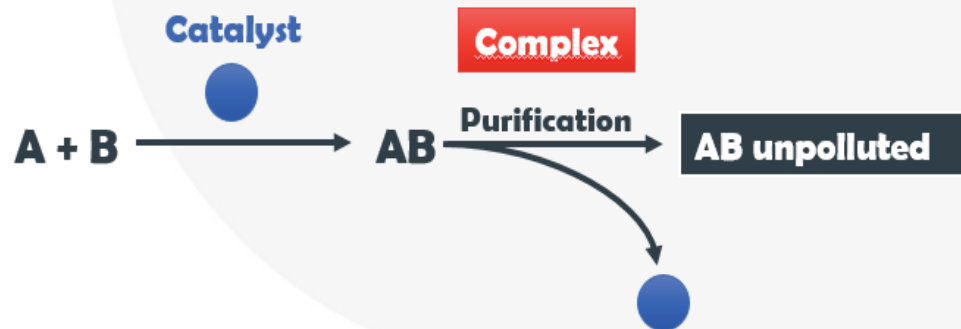 Catalyst
Complex
A + B
AB
Purification
AB unpolluted